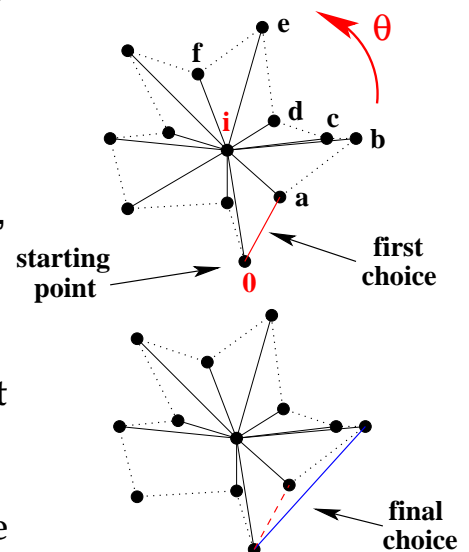 e
θ
f
d
c
i
b
a
,
starting
point
0
first
choice
t
final
choice
e